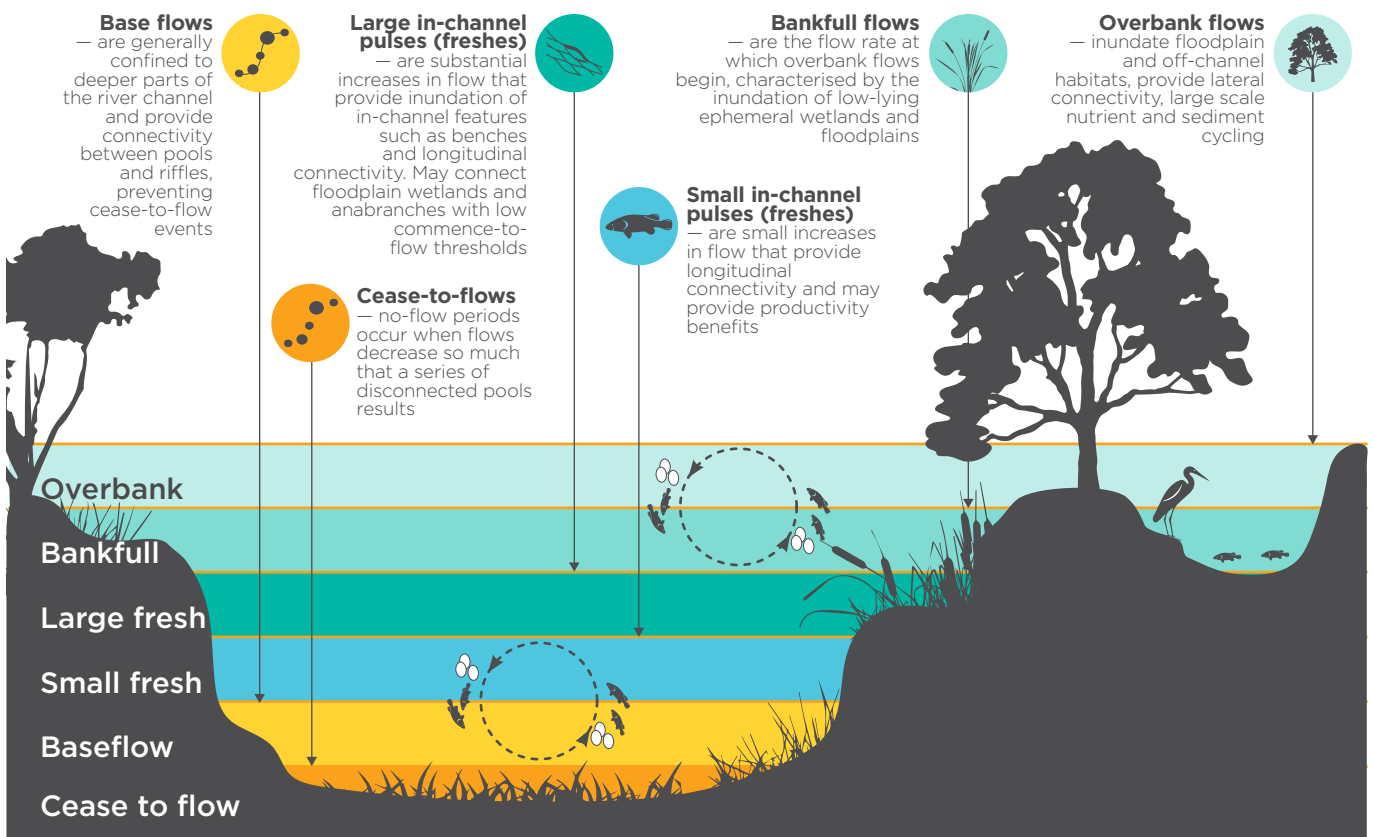 Base flows
— are generally
confined to
deeper parts of
the river channel
and provide
connectivity
between pools
and riffles,
preventing
cease-to-flow
events
Large in-channel
pulses (freshes)
— are substantial
increases in flow that
provide inundation of
in-channel features
such as benches
and longitudinal
connectivity. May connect
floodplain wetlands and
anabranches with low
commence-to-
flow thresholds
Bankfull flows
— are the flow rate at
which overbank flows
begin, characterised by the
inundation of low-lying
ephemeral wetlands and
floodplains
Overbank flows
— inundate floodplain
and off-channel
habitats, provide lateral
connectivity, large scale
nutrient and sediment
cycling
Small in-channel
pulses (freshes)
— are small increases
in flow that provide
longitudinal
connectivity and may
provide productivity
benefits
Cease-to-flows
— no-flow periods
occur when flows
decrease so much
that a series of
disconnected pools
results
Overbank
Bankfull
Large fresh
Small fresh
Baseflow
Cease to flow